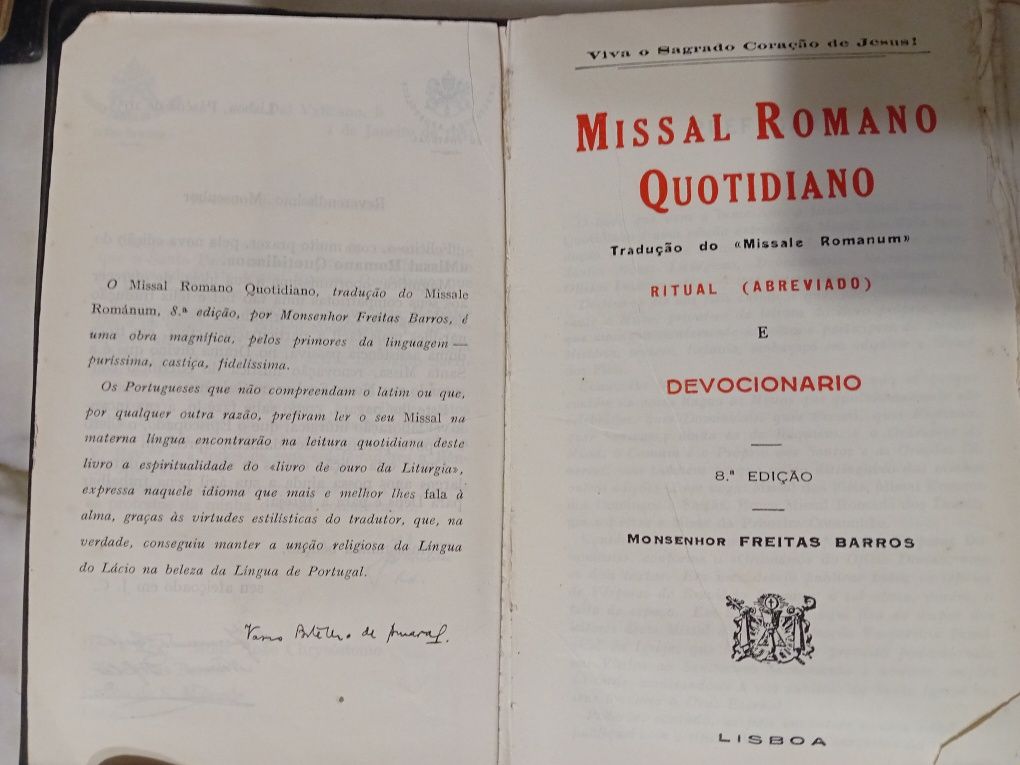 O Missal Romano Quotidiano, tradução do Missale
Románum, 8.ª edição, por Monsenhor Freitas Barros, é
uma obra magnífica, pelos primores da linguagem —
puríssima, castiça, fidelíssima.
Os Portugueses que não compreendam o latim ou que,
por qualquer outra razão, prefiram ler o seu Missal na
materna língua encontrarão na leitura quotidiana deste
livro a espiritualidade do «livro de ouro da Liturgia»,
expressa naquele idioma que mais e melhor lhes fala à
alma, graças às virtudes estilísticas do tradutor, que, na
verdade, conseguiu manter a unção religiosa da Língua
do Lácio na beleza da Língua de Portugal.
Vasco Botelho de Amaral.
Viva o Sagrado Coração de Jesus!
MISSAL ROMANO
QUOTIDIANO
Tradução do «Missale Romanum»
RITUAL (ABREVIADO)
E
DEVOCIONARIO
8.ª EDIÇÃO
MONSENHOR FREITAS BARROS
LISBOA